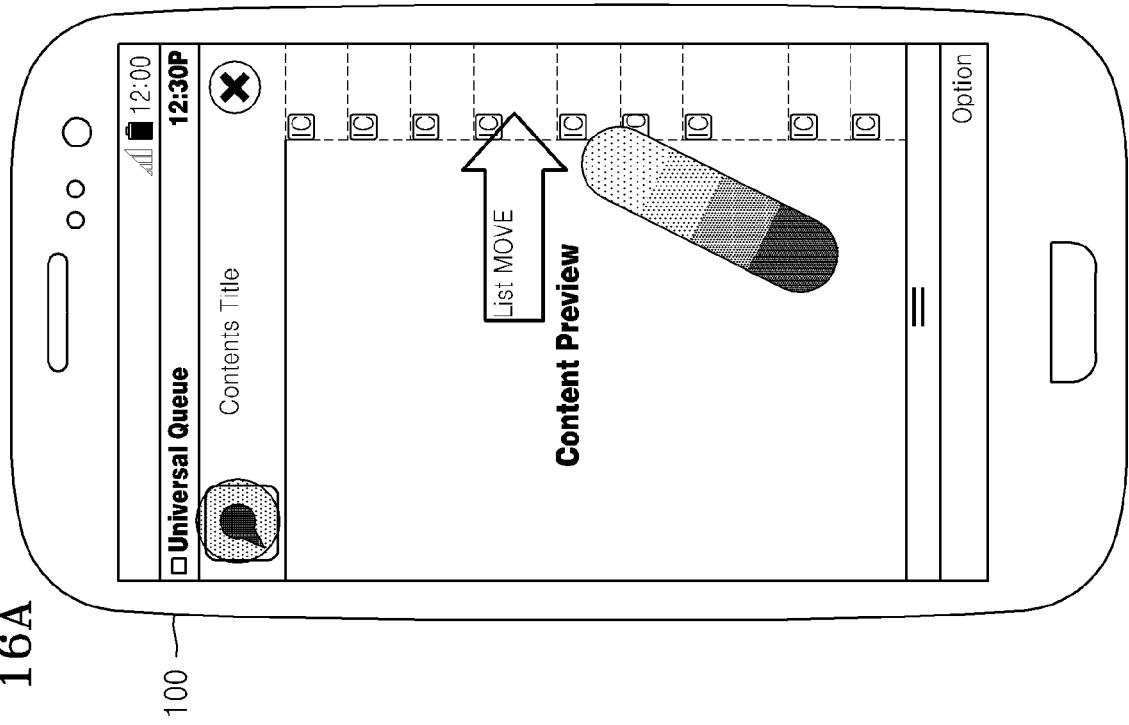 16A
100
12:00
□ Universal Queue 12:30P
Contents Title
IC
IC
IC
IC
IC
IC
IC
IC
IC
List MOVE
Content Preview
Option